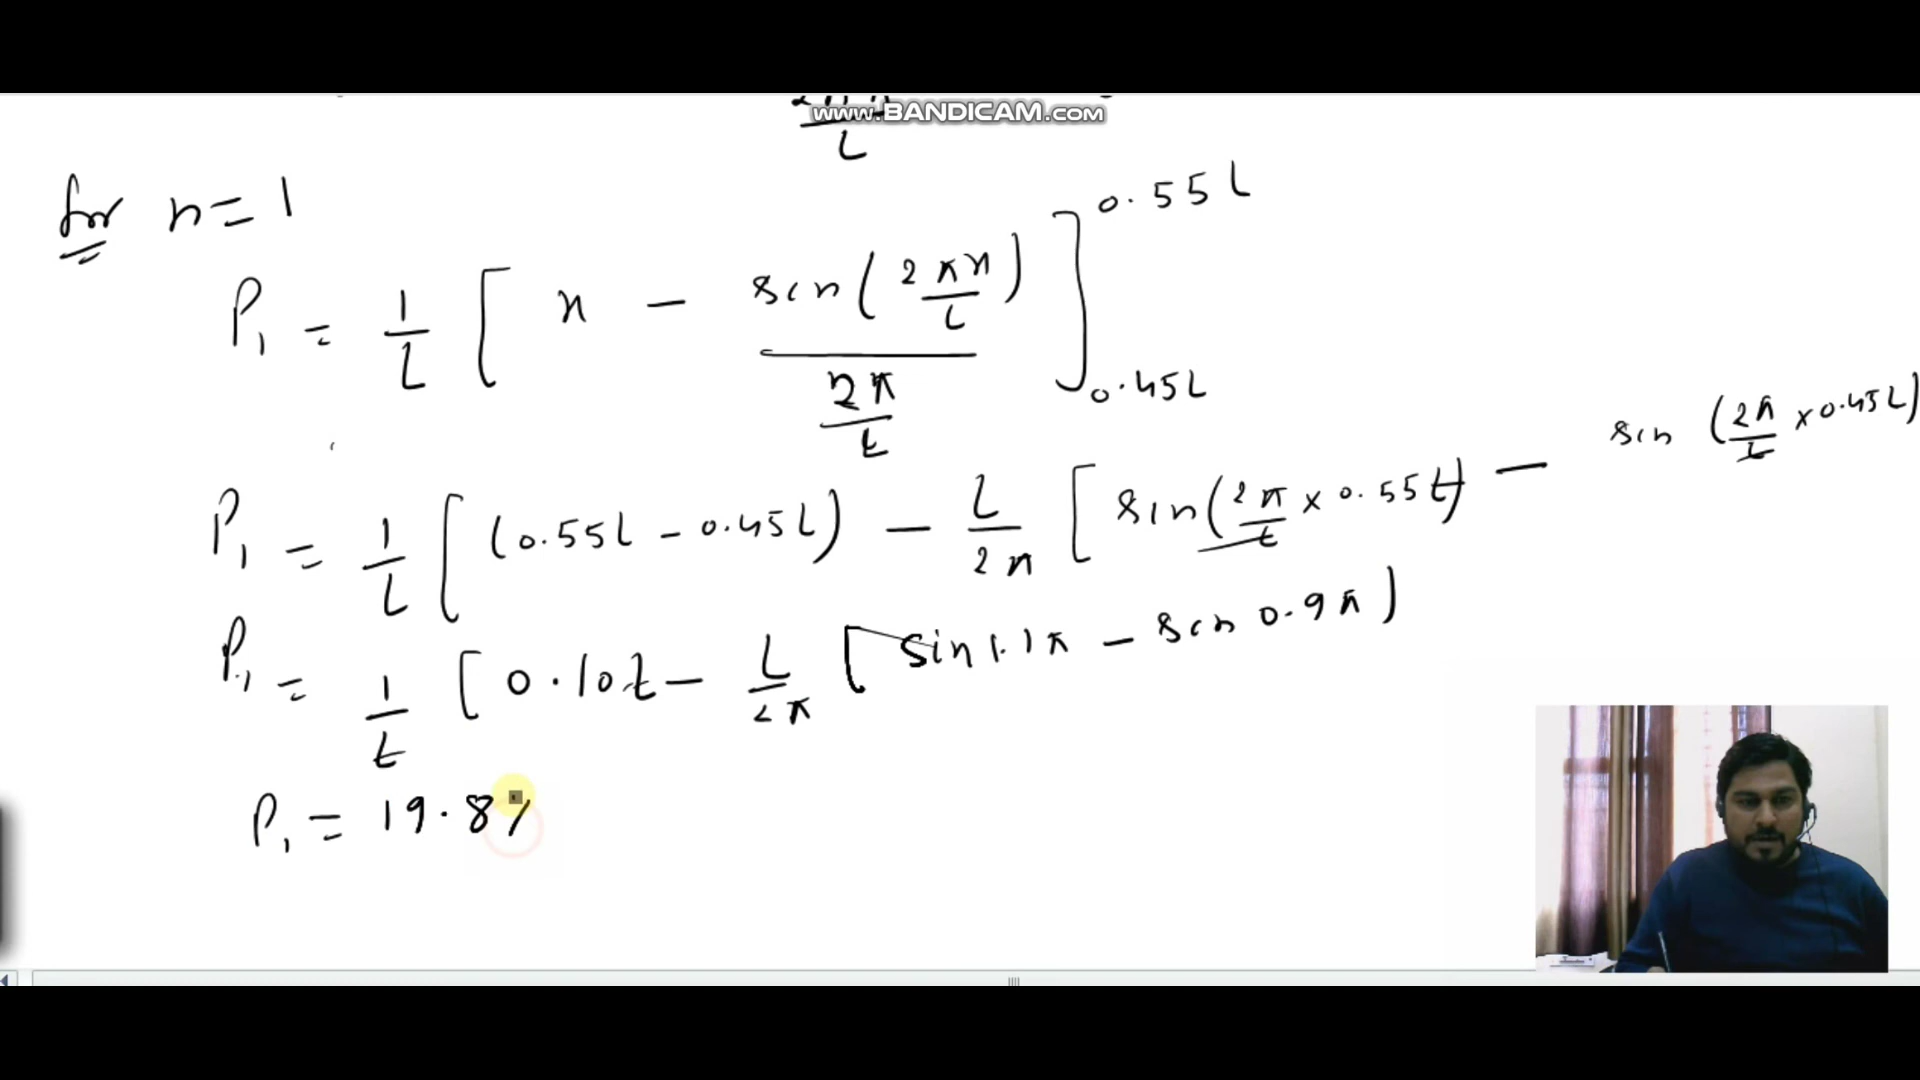 www.BANDICAM.com
L
for n=1
P₁ = 1/L [ x - sin(2πx/L) / (2π/L) ] 0.55L 0.45L
P₁ = 1/L [ (0.55L - 0.45L) - L/2π [ sin(2π/L × 0.55L) - sin(2π/L × 0.45L)
P₁ = 1/L [ 0.10L - L/2π [ sin1.1π - sin 0.9π )
P₁ = 19.8%